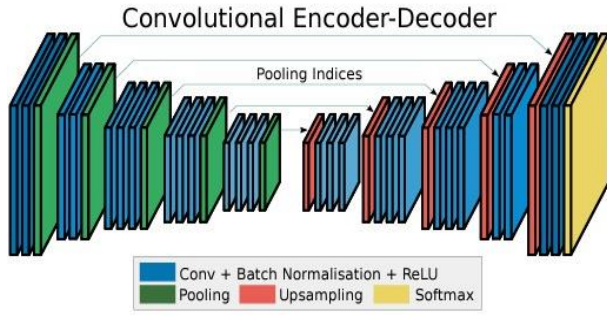 Convolutional Encoder-Decoder
Pooling Indices
Conv + Batch Normalisation + ReLU
Pooling Upsampling Softmax